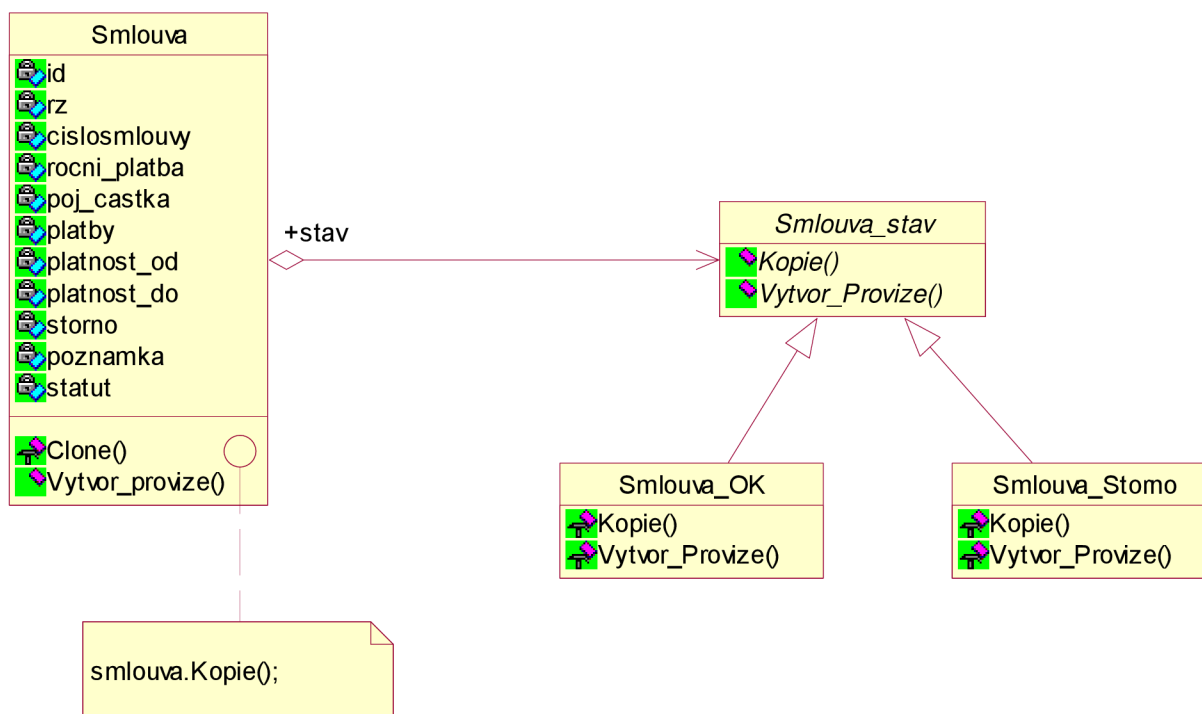 Smlouva
id
rz
cislosmlouvy
rocni_platba
poj_castka
platby
platnost_od
platnost_do
storno
poznamka
statut
Clone()
Vytvor_provize()
+stav
Smlouva_stav
Kopie()
Vytvor_Provize()
Smlouva_OK
Kopie()
Vytvor_Provize()
Smlouva_Storno
Kopie()
Vytvor_Provize()
smlouva.Kopie();